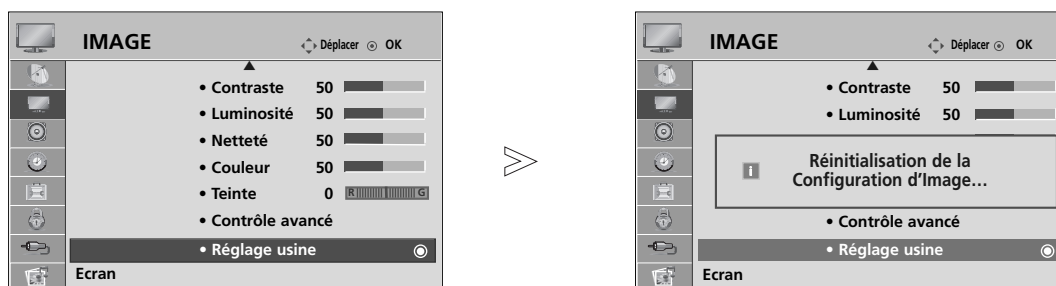 IMAGE
Déplacer OK
• Contraste 50
• Luminosité 50
• Netteté 50
• Couleur 50
• Teinte 0 R G
• Contrôle avancé
• Réglage usine
Ecran
>
IMAGE
Déplacer OK
• Contraste 50
• Luminosité 50
i Réinitialisation de la
Configuration d'Image...
• Contrôle avancé
• Réglage usine
Ecran